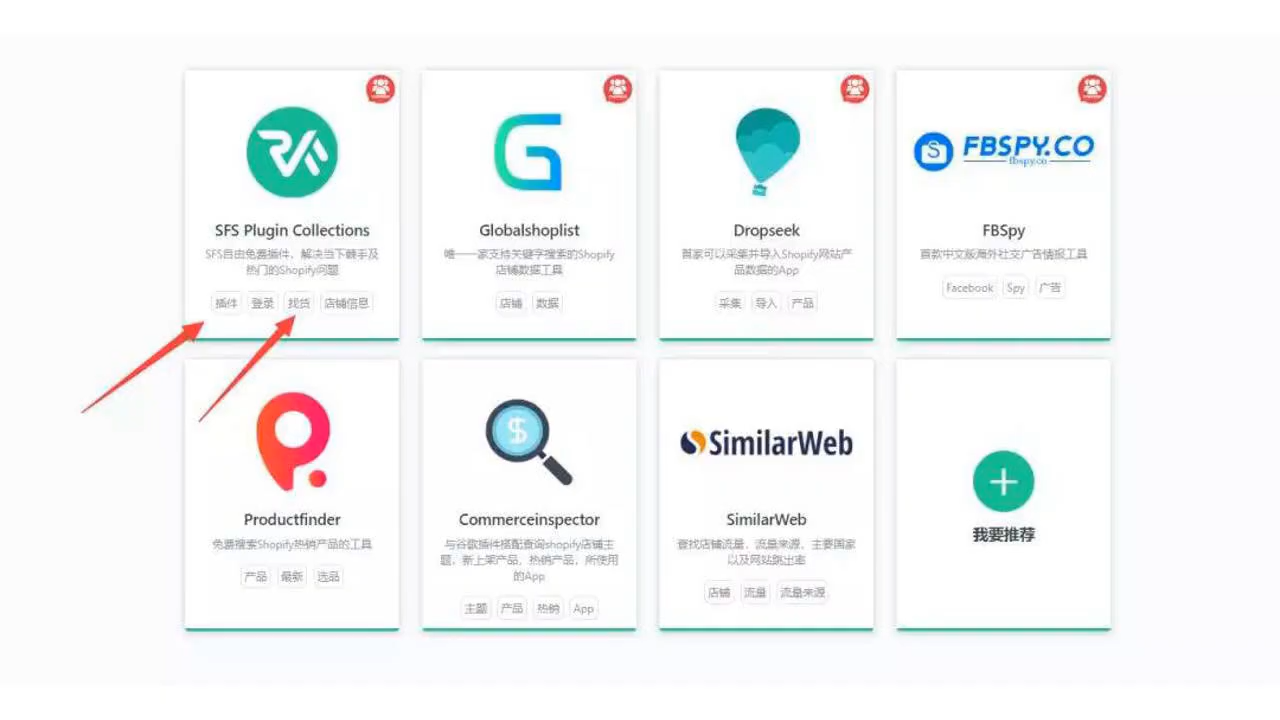 FBSPY.CO
fbspy.co
SFS Plugin Collections
SFS自由免费插件,解决当下棘手及
热门的Shopify问题
插件 登录 找货 店铺信息
Globalshoplist
唯一一家支持关键字搜索的Shopify
店铺数据工具
店铺 数据
Dropseek
首家可以采集并导入Shopify网站产
品数据的App
采集 导入 产品
FBSpy
首款中文版海外社交广告情报工具
Facebook Spy 广告
Productfinder
免费搜索Shopify热销产品的工具
产品 最新 选品
Commerceinspector
与谷歌插件搭配查询shopify店铺主
题,新上架产品,热销产品,所使用
的App
主题 产品 热销 App
SimilarWeb
SimilarWeb
查找店铺流量、流量来源、主要国家
以及网站跳出率
店铺 流量 流量来源
我要推荐